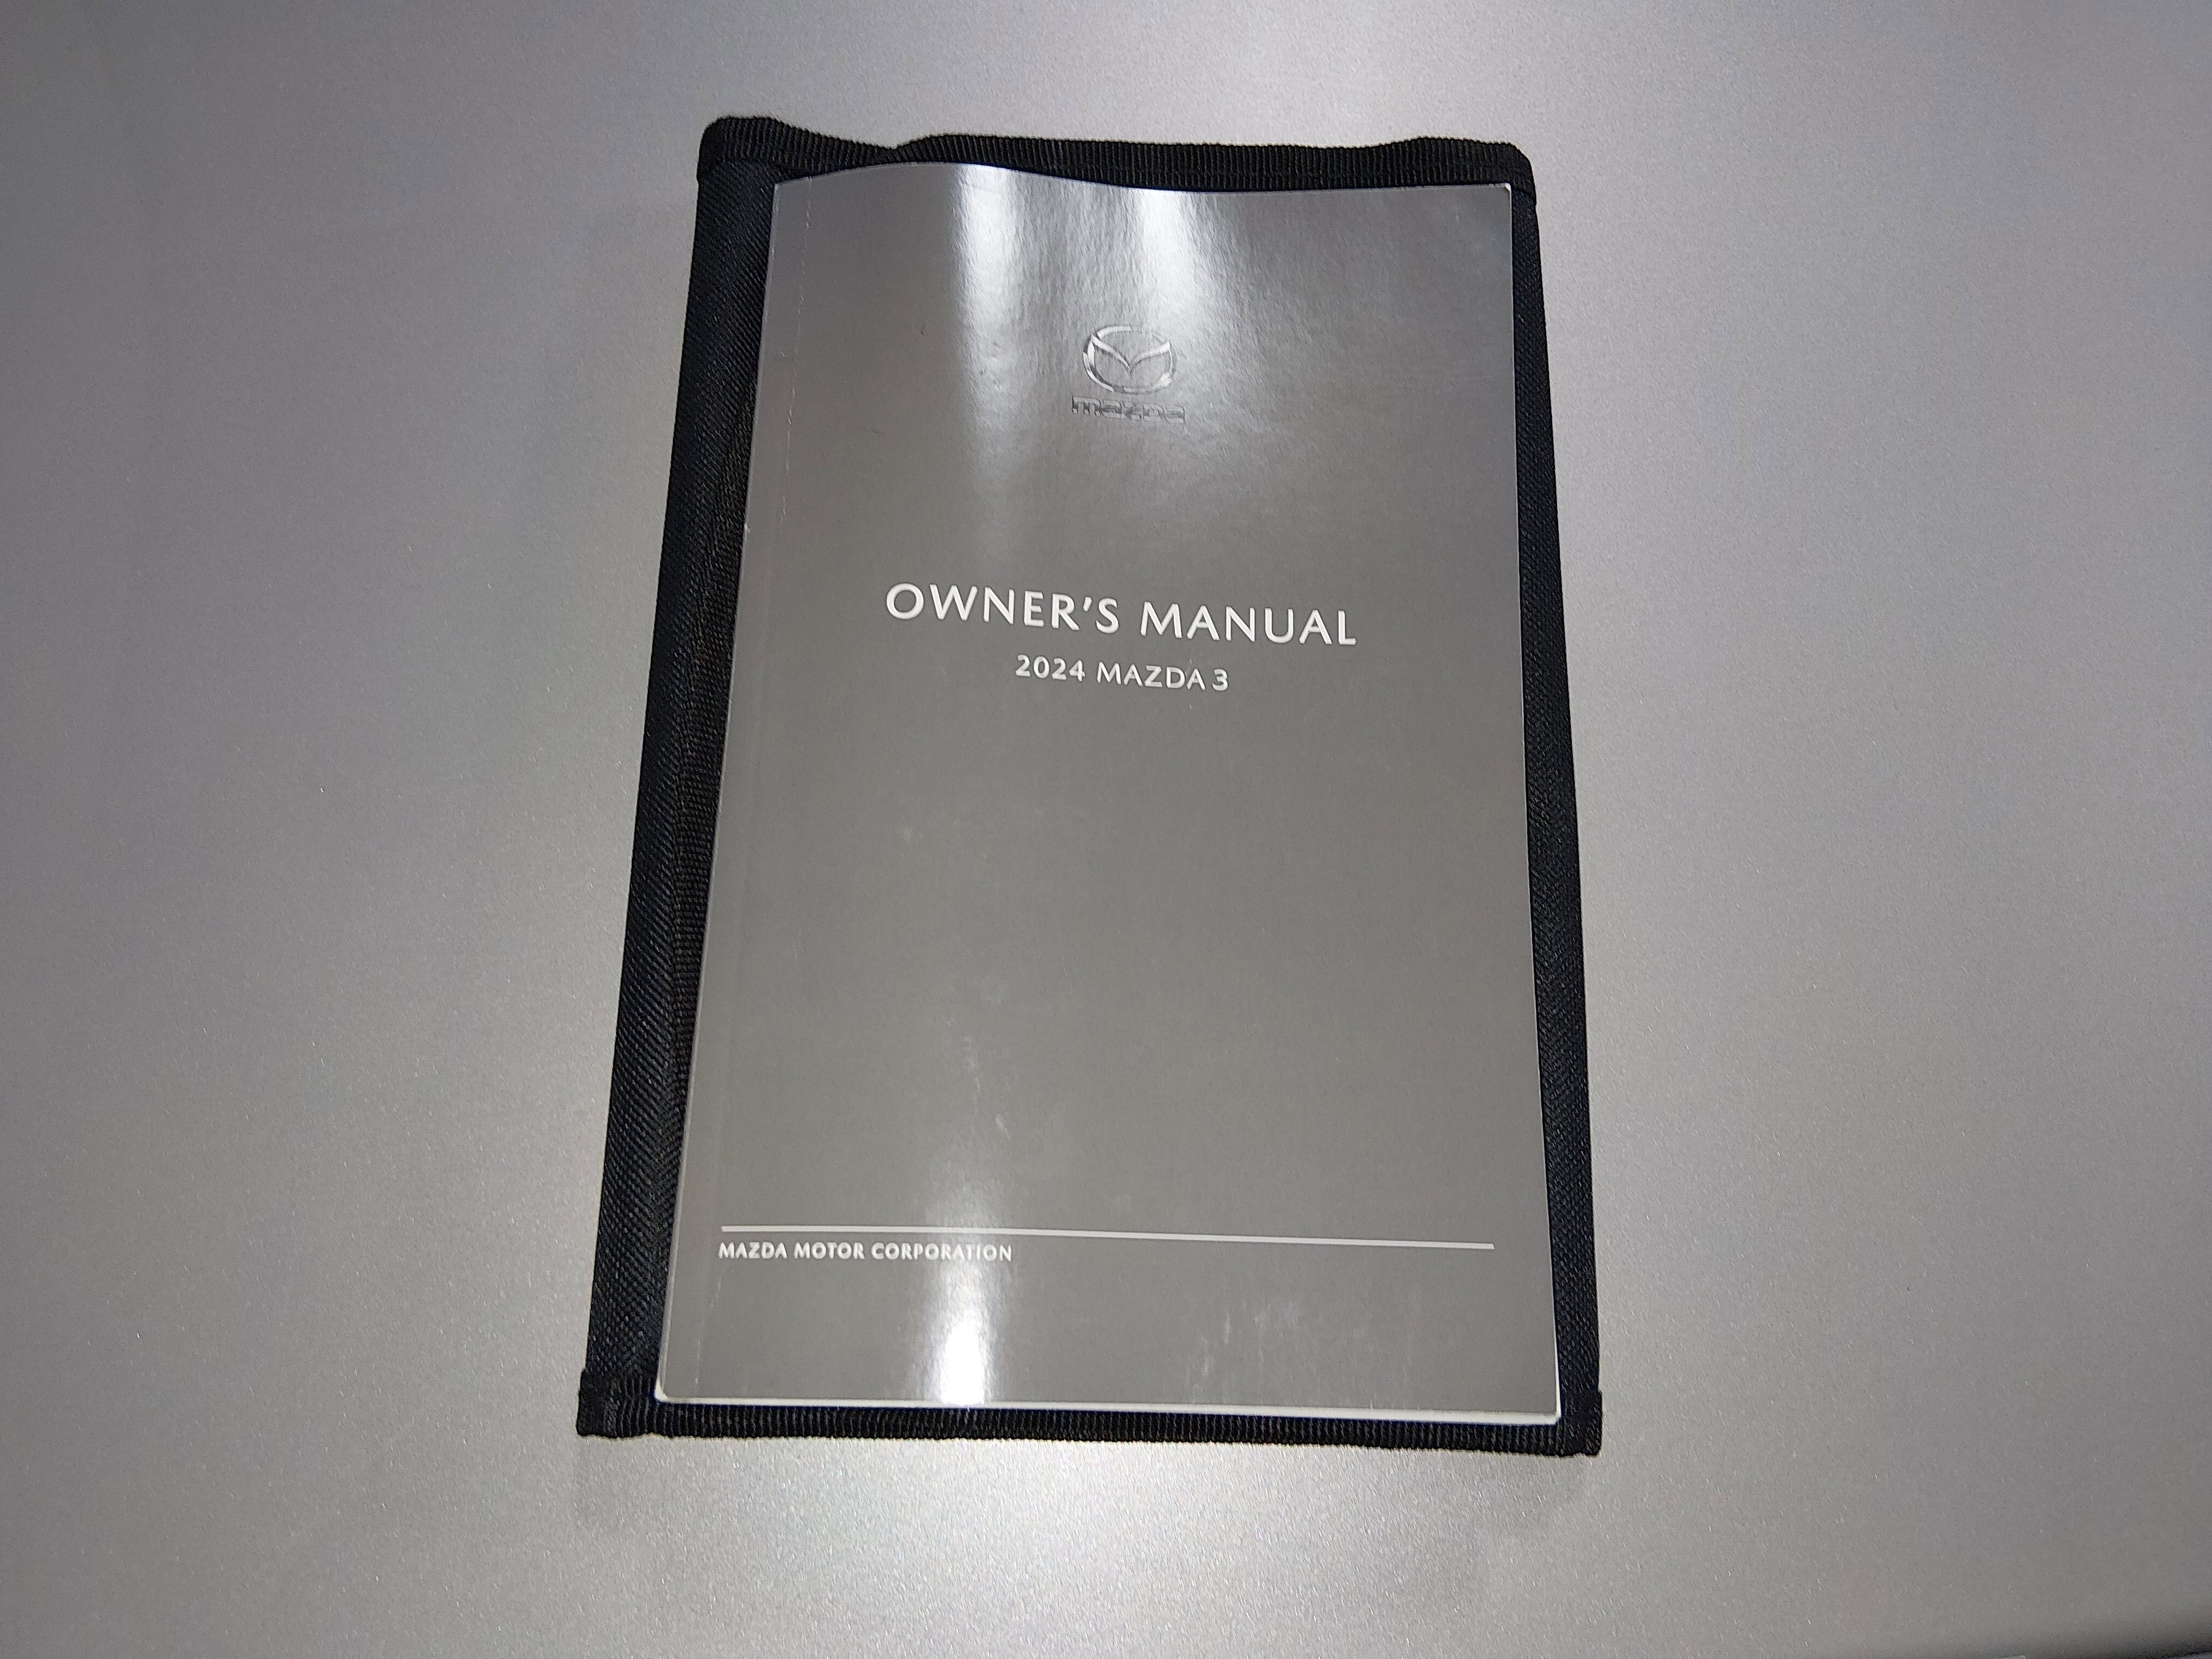 mazda
OWNER'S MANUAL
2024 MAZDA 3
MAZDA MOTOR CORPORATION